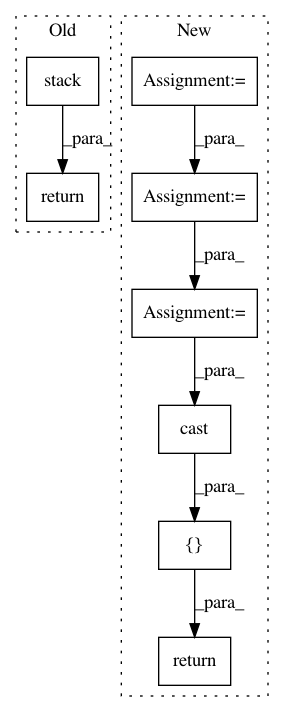 Old
New
stack
Assignment:=
_para_
_para_
return
Assignment:=
_para_
Assignment:=
_para_
cast
_para_
{}
_para_
return